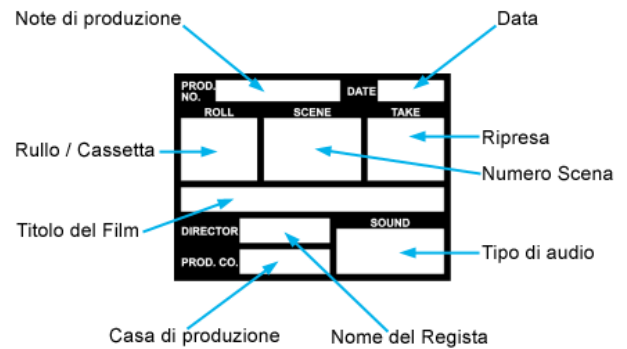 Note di produzione
Data
PROD. NO.
DATE
ROLL
SCENE
TAKE
Rullo / Cassetta
Ripresa
Numero Scena
Titolo del Film
DIRECTOR
SOUND
PROD. CO.
Tipo di audio
Casa di produzione
Nome del Regista